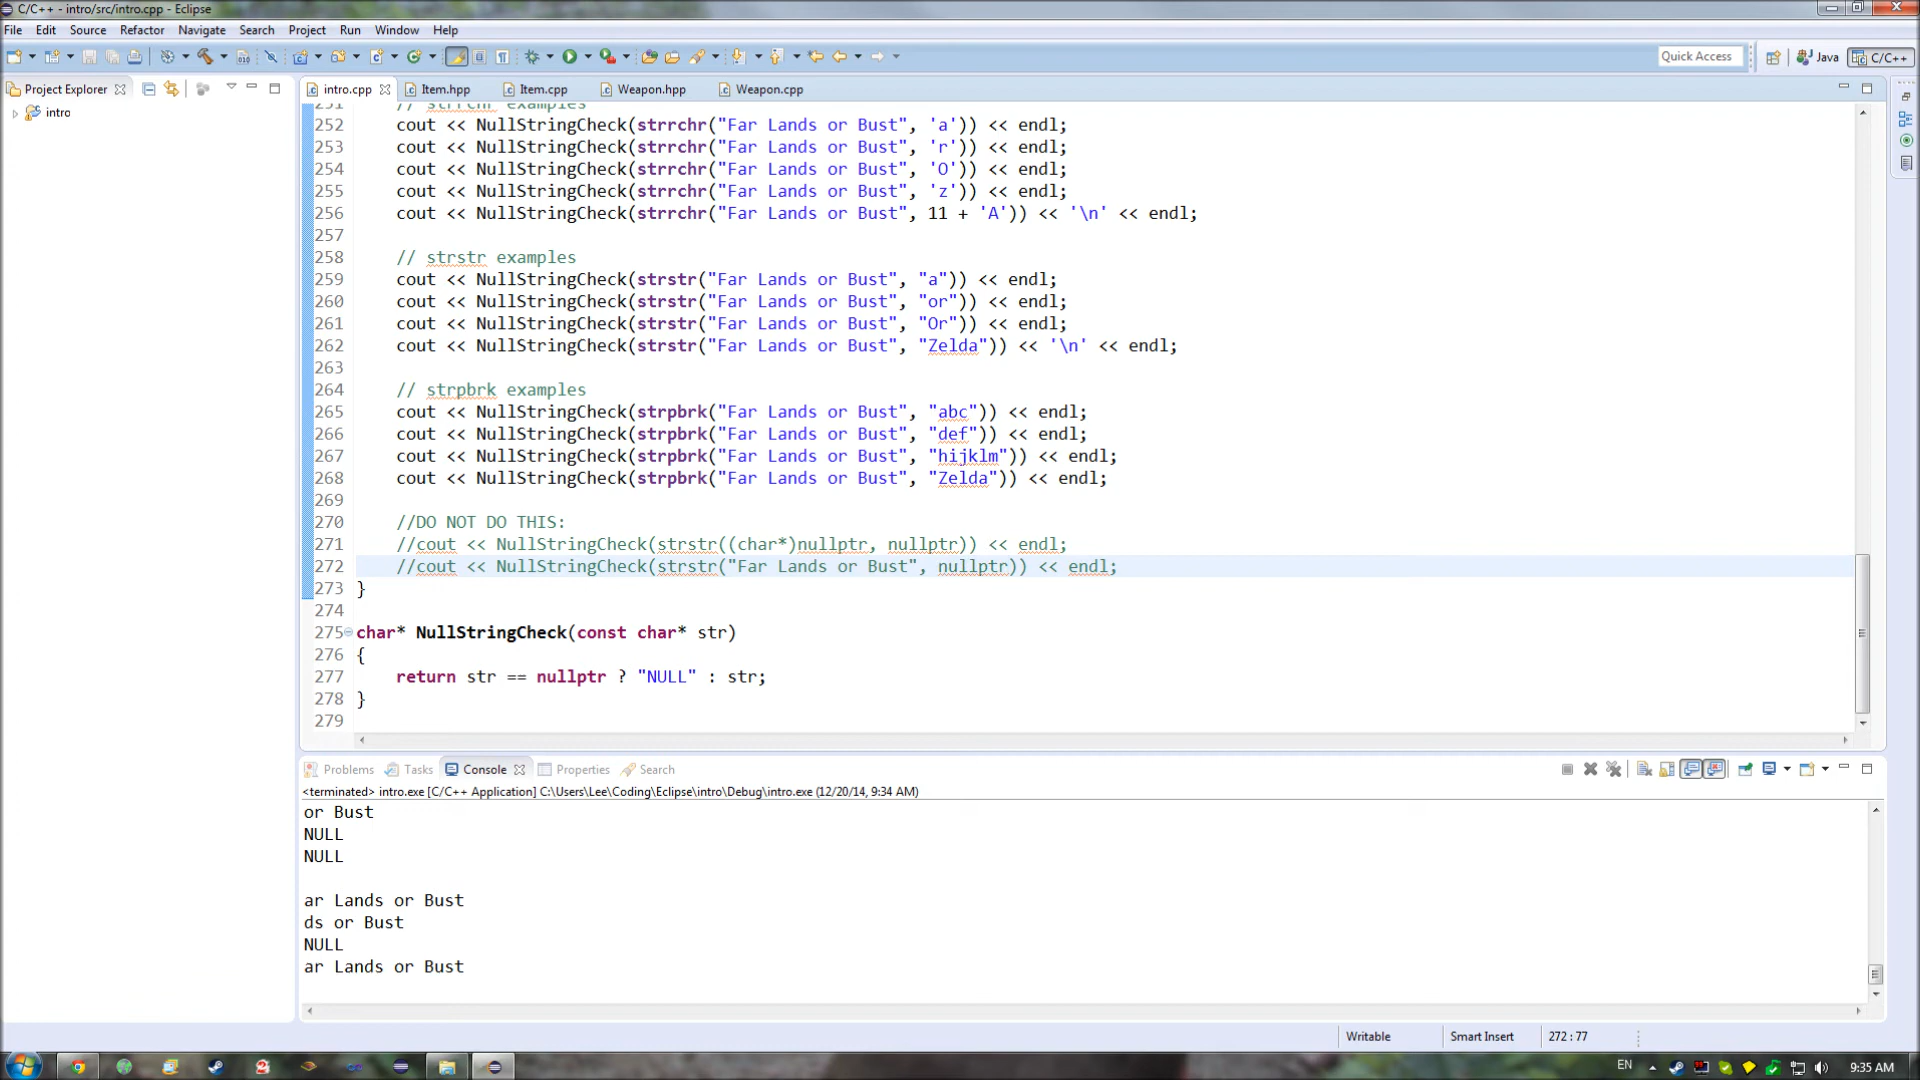 C/C++ - intro/src/intro.cpp - Eclipse
File Edit Source Refactor Navigate Search Project Run Window Help
Quick Access Java C/C++
Project Explorer
intro
intro.cpp Item.hpp Item.cpp Weapon.hpp Weapon.cpp
251 // strrchr examples
252 cout << NullStringCheck(strrchr("Far Lands or Bust", 'a')) << endl;
253 cout << NullStringCheck(strrchr("Far Lands or Bust", 'r')) << endl;
254 cout << NullStringCheck(strrchr("Far Lands or Bust", 'O')) << endl;
255 cout << NullStringCheck(strrchr("Far Lands or Bust", 'z')) << endl;
256 cout << NullStringCheck(strrchr("Far Lands or Bust", 11 + 'A')) << '\n' << endl;
257
258 // strstr examples
259 cout << NullStringCheck(strstr("Far Lands or Bust", "a")) << endl;
260 cout << NullStringCheck(strstr("Far Lands or Bust", "or")) << endl;
261 cout << NullStringCheck(strstr("Far Lands or Bust", "Or")) << endl;
262 cout << NullStringCheck(strstr("Far Lands or Bust", "Zelda")) << '\n' << endl;
263
264 // strpbrk examples
265 cout << NullStringCheck(strpbrk("Far Lands or Bust", "abc")) << endl;
266 cout << NullStringCheck(strpbrk("Far Lands or Bust", "def")) << endl;
267 cout << NullStringCheck(strpbrk("Far Lands or Bust", "hijklm")) << endl;
268 cout << NullStringCheck(strpbrk("Far Lands or Bust", "Zelda")) << endl;
269
270 //DO NOT DO THIS:
271 //cout << NullStringCheck(strstr((char*)nullptr, nullptr)) << endl;
272 //cout << NullStringCheck(strstr("Far Lands or Bust", nullptr)) << endl;
273 }
274
275 char* NullStringCheck(const char* str)
276 {
277 return str == nullptr ? "NULL" : str;
278 }
279
Problems Tasks Console Properties Search
<terminated> intro.exe [C/C++ Application] C:\Users\Lee\Coding\Eclipse\intro\Debug\intro.exe (12/20/14, 9:34 AM)
or Bust
NULL
NULL
ar Lands or Bust
ds or Bust
NULL
ar Lands or Bust
Writable Smart Insert 272 : 77
EN 9:35 AM